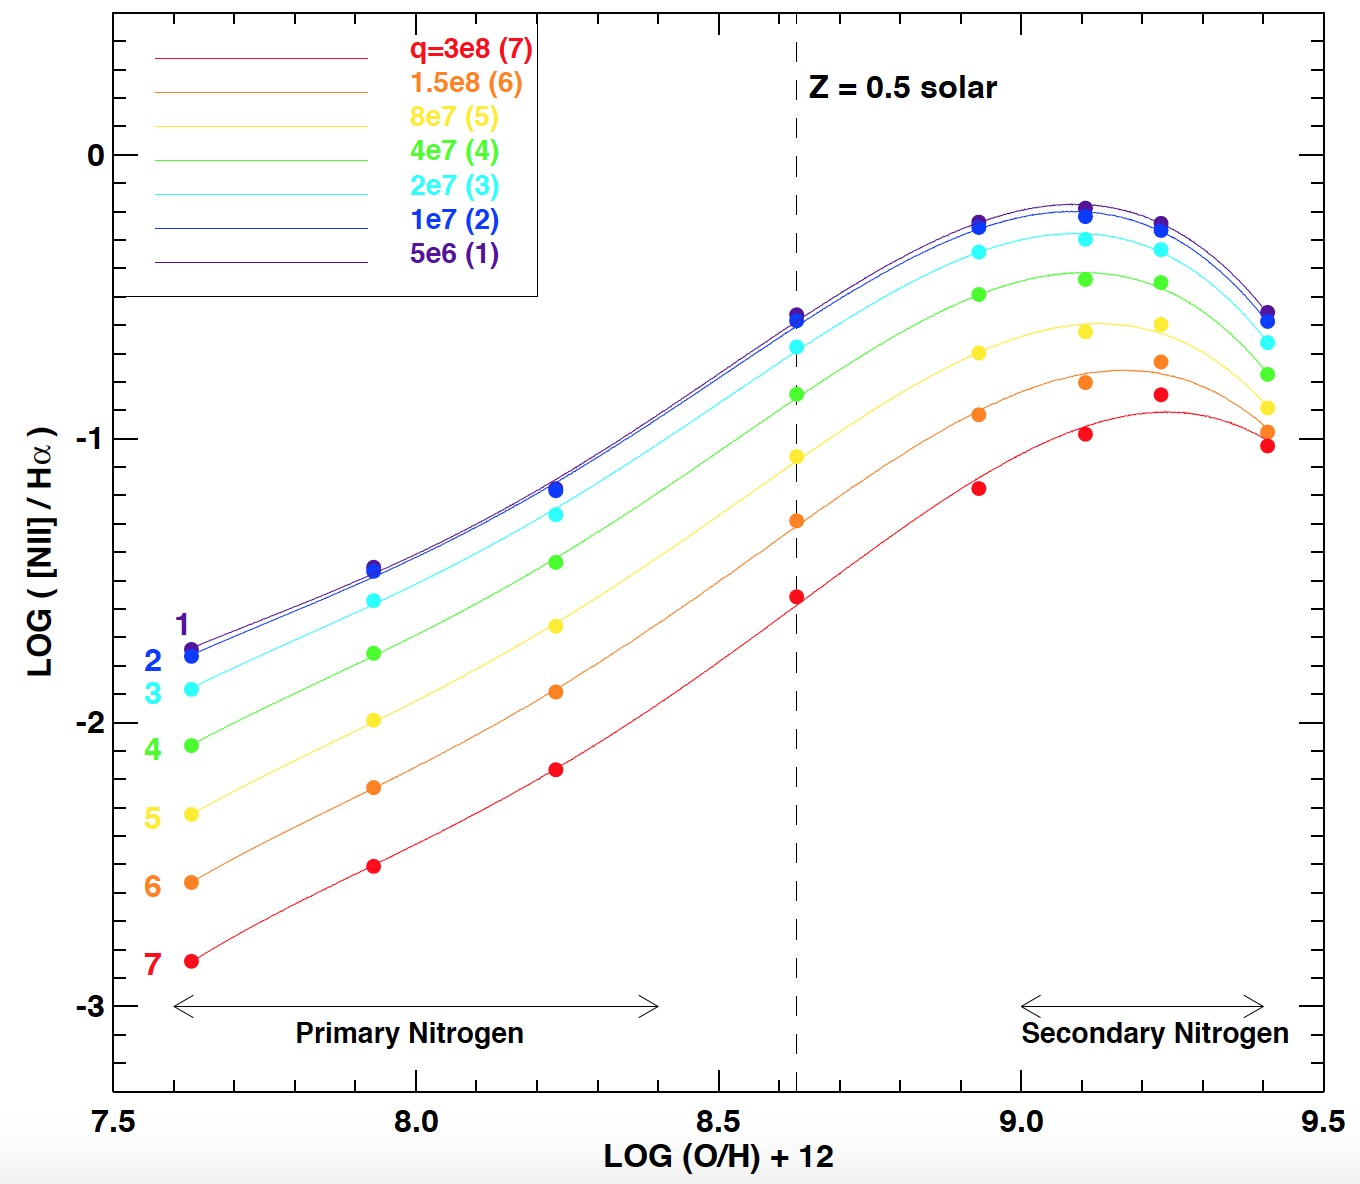 q=3e8 (7)
1.5e8 (6)
8e7 (5)
4e7 (4)
2e7 (3)
1e7 (2)
5e6 (1)
Z = 0.5 solar
0
-1
-2
-3
LOG ( [NII] / Hα )
1
2
3
4
5
6
7
Primary Nitrogen
Secondary Nitrogen
7.5 8.0 8.5 9.0 9.5
LOG (O/H) + 12